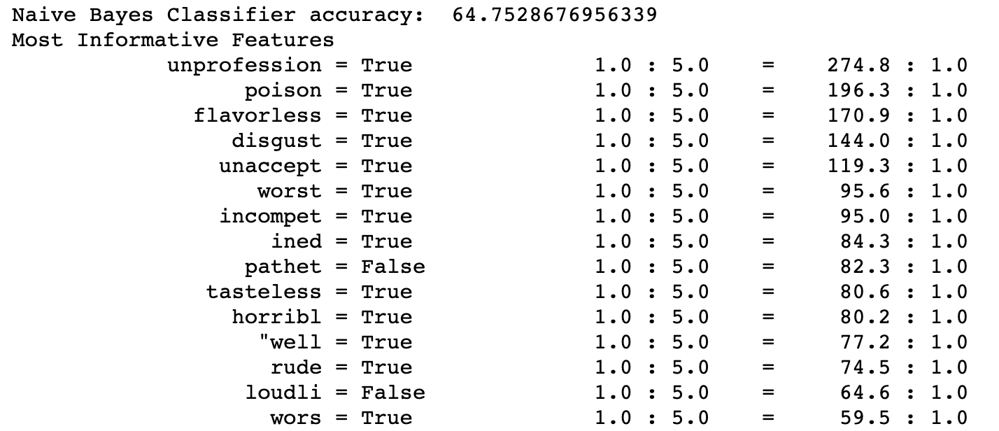 Naive Bayes Classifier accuracy:  64.7528676956339
Most Informative Features
unprofession = True 1.0 : 5.0 = 274.8 : 1.0
poison = True 1.0 : 5.0 = 196.3 : 1.0
flavorless = True 1.0 : 5.0 = 170.9 : 1.0
disgust = True 1.0 : 5.0 = 144.0 : 1.0
unaccept = True 1.0 : 5.0 = 119.3 : 1.0
worst = True 1.0 : 5.0 = 95.6 : 1.0
incompet = True 1.0 : 5.0 = 95.0 : 1.0
ined = True 1.0 : 5.0 = 84.3 : 1.0
pathet = False 1.0 : 5.0 = 82.3 : 1.0
tasteless = True 1.0 : 5.0 = 80.6 : 1.0
horribl = True 1.0 : 5.0 = 80.2 : 1.0
"well = True 1.0 : 5.0 = 77.2 : 1.0
rude = True 1.0 : 5.0 = 74.5 : 1.0
loudli = False 1.0 : 5.0 = 64.6 : 1.0
wors = True 1.0 : 5.0 = 59.5 : 1.0